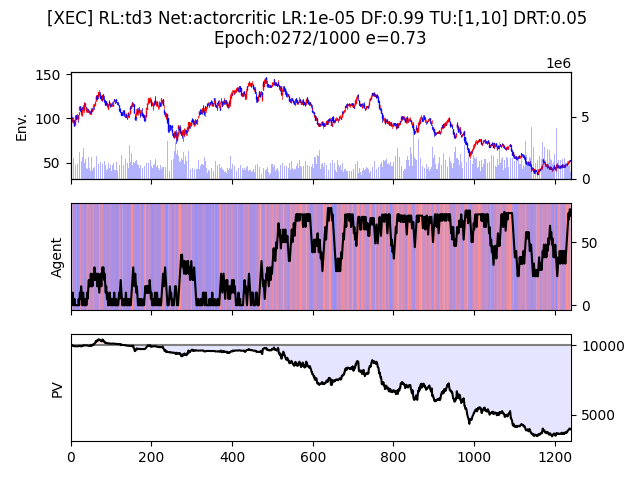 [XEC] RL:td3 Net:actorcritic LR:1e-05 DF:0.99 TU:[1,10] DRT:0.05
Epoch:0272/1000 e=0.73
1e6
150
100
50
Env.
5
0
Agent
50
0
PV
10000
5000
0 200 400 600 800 1000 1200